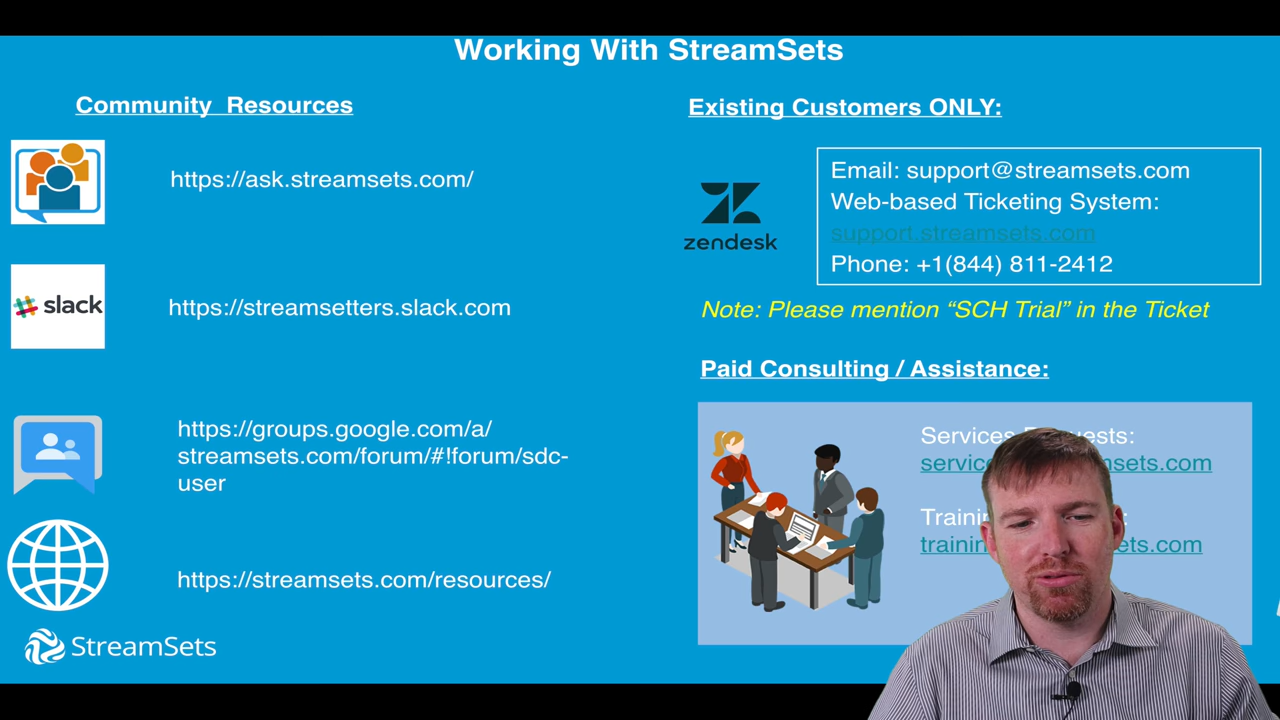 Working With StreamSets
Community Resources
https://ask.streamsets.com/
slack
https://streamsetters.slack.com
https://groups.google.com/a/
streamsets.com/forum/#!forum/sdc-
user
https://streamsets.com/resources/
StreamSets
Existing Customers ONLY:
zendesk
Email: support@streamsets.com
Web-based Ticketing System:
support.streamsets.com
Phone: +1(844) 811-2412
Note: Please mention “SCH Trial” in the Ticket
Paid Consulting / Assistance:
Services